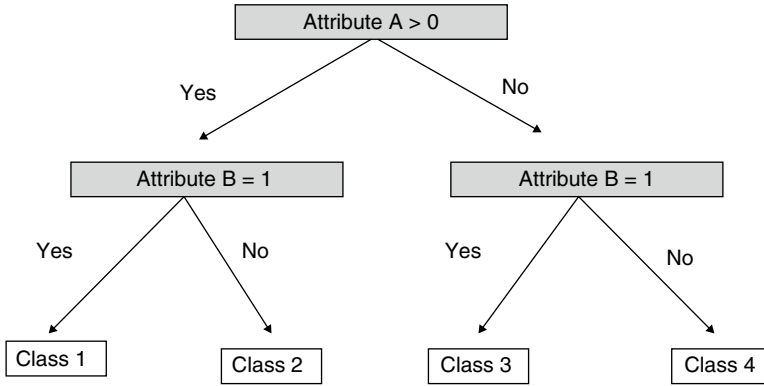 Attribute A > 0
Yes
No
Attribute B = 1
Attribute B = 1
Yes
No
Yes
No
Class 1
Class 2
Class 3
Class 4